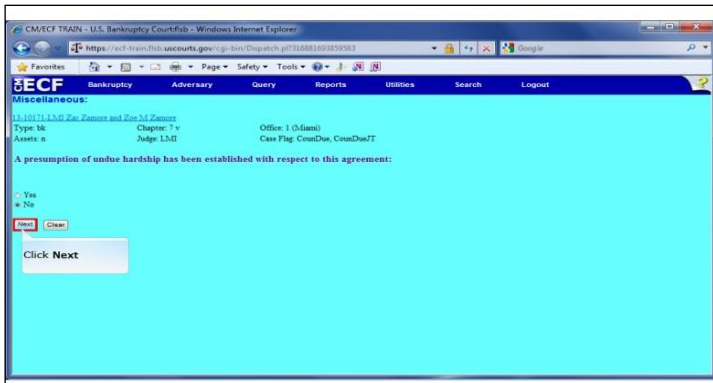 CM/ECF TRAIN - U.S. Bankruptcy Court:flsb - Windows Internet Explorer
https://ecf-train.flsb.uscourts.gov/cgi-bin/Dispatch.pl?316881693859583
Google
Favorites Page Safety Tools
ECF Bankruptcy Adversary Query Reports Utilities Search Logout
Miscellaneous:
13-10171-LMI Zac Zamore and Zoe M Zamore
Type: bk Chapter: 7 v Office: 1 (Miami)
Assets: n Judge: LMI Case Flag: CounDue, CounDueJT
A presumption of undue hardship has been established with respect to this agreement:
Yes
No
Next Clear
Click Next